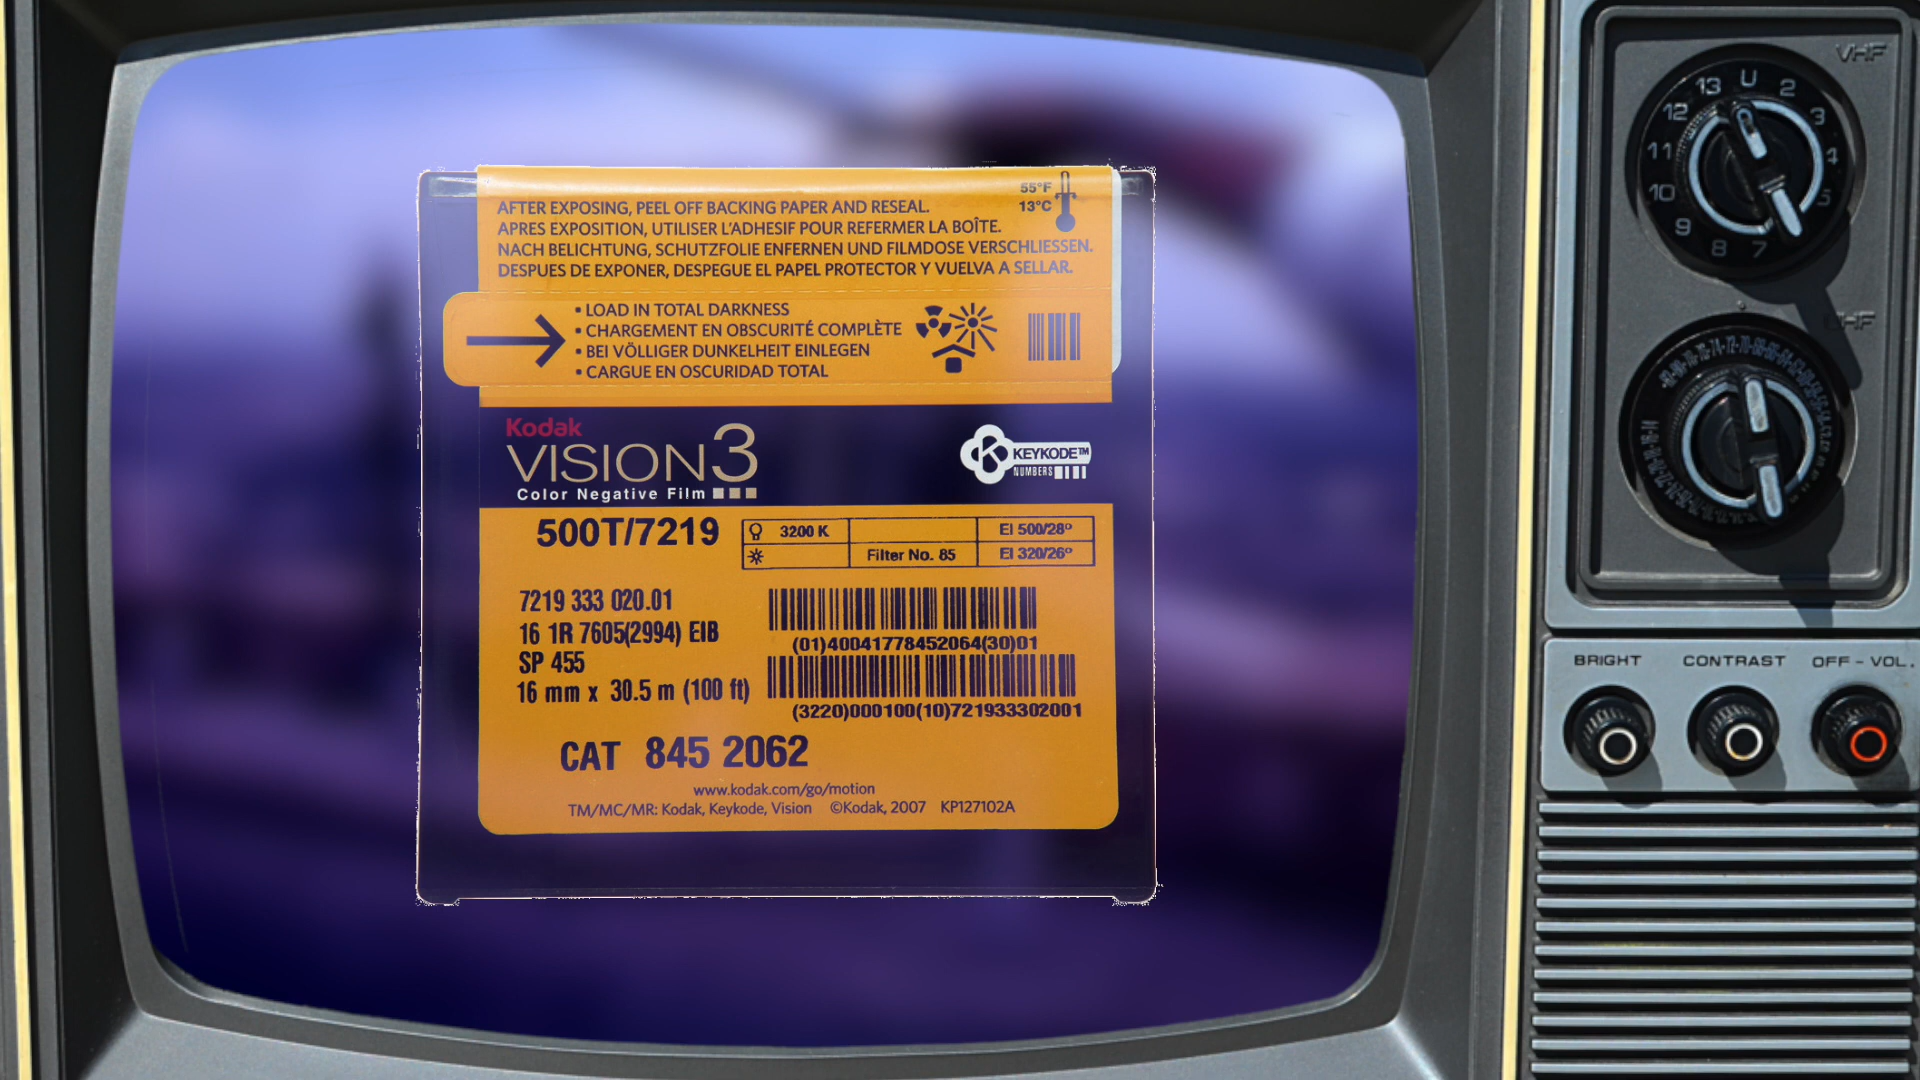 55°F
13°C
AFTER EXPOSING, PEEL OFF BACKING PAPER AND RESEAL.
APRES EXPOSITION, UTILISER L'ADHESIF POUR REFERMER LA BOÎTE.
NACH BELICHTUNG, SCHUTZFOLIE ENFERNEN UND FILMDOSE VERSCHLIESSEN.
DESPUES DE EXPONER, DESPEGUE EL PAPEL PROTECTOR Y VUELVA A SELLAR.
• LOAD IN TOTAL DARKNESS
• CHARGEMENT EN OBSCURITÉ COMPLÈTE
• BEI VÖLLIGER DUNKELHEIT EINLEGEN
• CARGUE EN OSCURIDAD TOTAL
Kodak
VISION3
Color Negative Film
KEYKODE™
NUMBERS
500T/7219
3200 K EI 500/28°
Filter No. 85 EI 320/26°
7219 333 020.01
16 1R 7605(2994) EIB
SP 455
16 mm x 30.5 m (100 ft)
(01)40041778452064(30)01
(3220)000100(10)721933302001
CAT 845 2062
www.kodak.com/go/motion
TM/MC/MR: Kodak, Keykode, Vision ©Kodak, 2007 KP127102A
VHF
U 2 3 4 5 7 8 9 10 11 12 13
UHF
BRIGHT CONTRAST OFF - VOL.